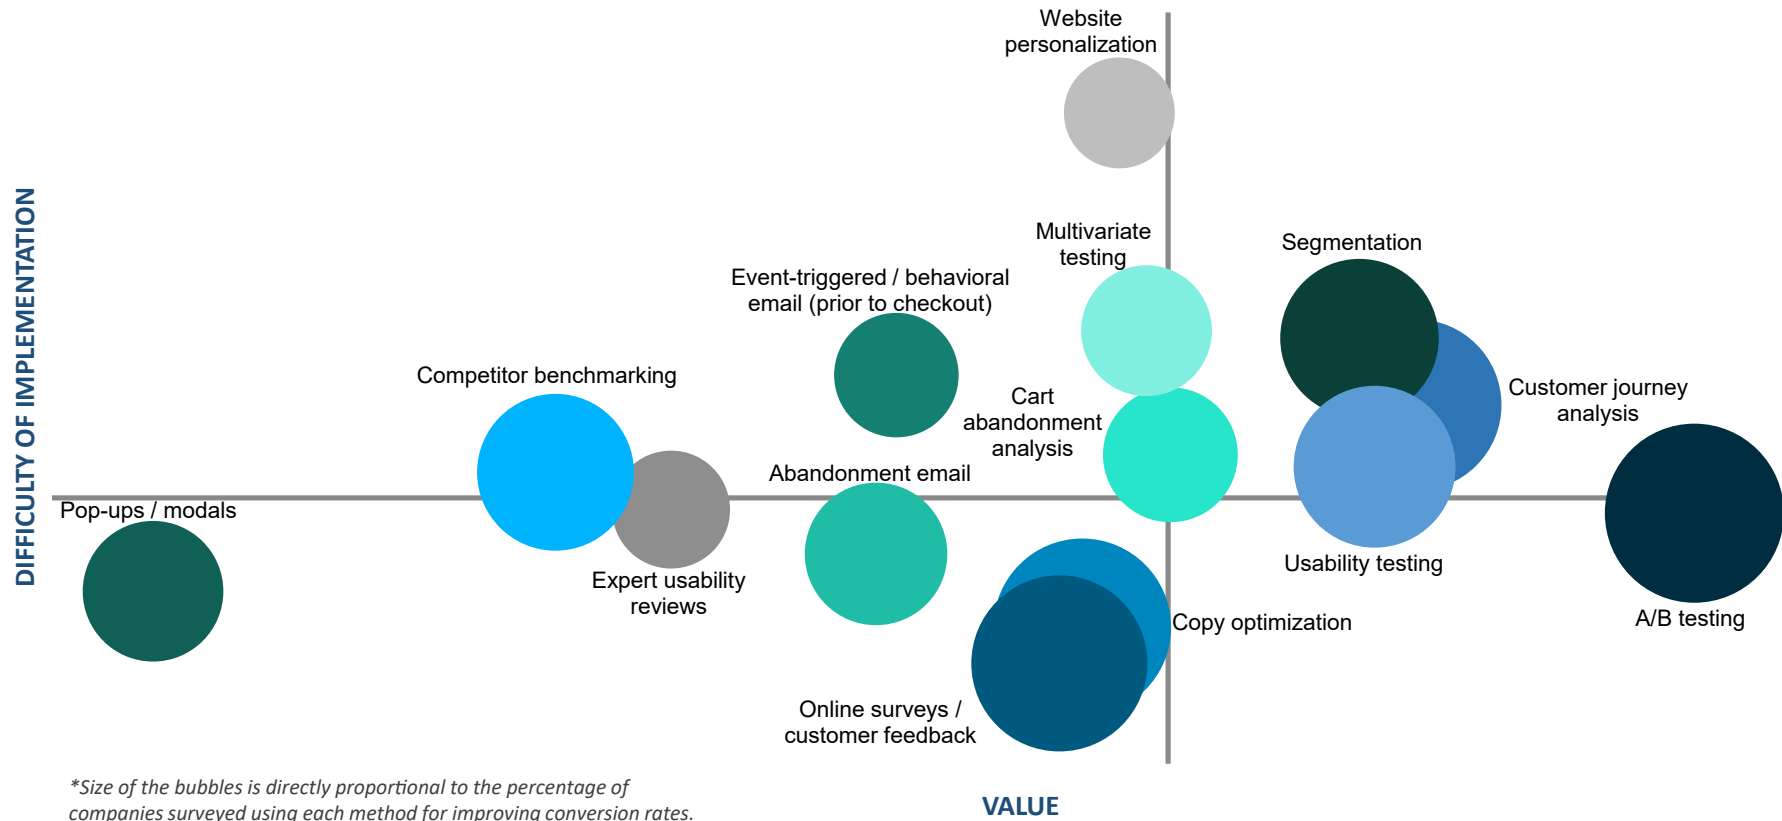 Website
personalization
Multivariate
testing
Segmentation
Event-triggered / behavioral
email (prior to checkout)
Competitor benchmarking
Cart
abandonment
analysis
Customer journey
analysis
Abandonment email
Pop-ups / modals
Expert usability
reviews
Usability testing
A/B testing
Copy optimization
Online surveys /
customer feedback
DIFFICULTY OF IMPLEMENTATION
VALUE
*Size of the bubbles is directly proportional to the percentage of
companies surveyed using each method for improving conversion rates.